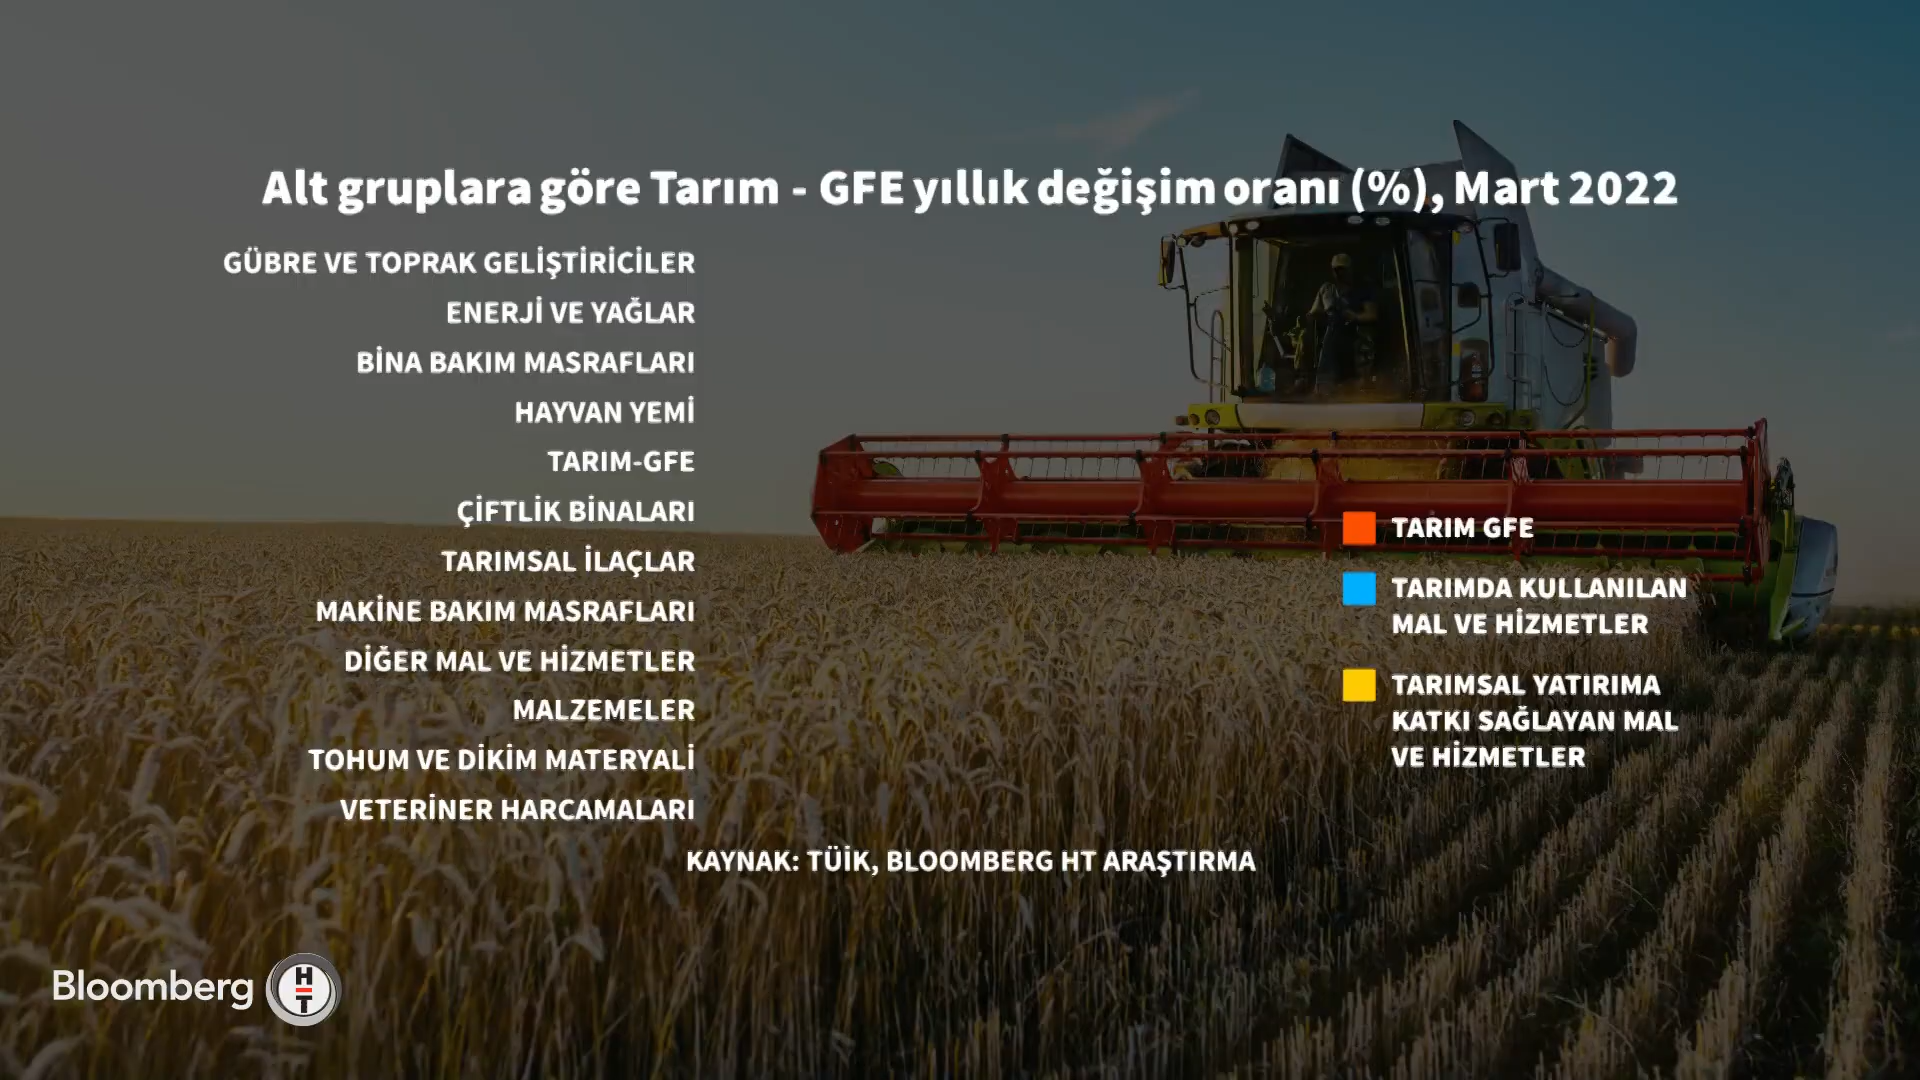 Alt gruplara göre Tarım - GFE yıllık değişim oranı (%), Mart 2022
GÜBRE VE TOPRAK GELİŞTİRİCİLER
ENERJİ VE YAĞLAR
BİNA BAKIM MASRAFLARI
HAYVAN YEMİ
TARIM-GFE
ÇİFTLİK BİNALARI
TARIMSAL İLAÇLAR
MAKİNE BAKIM MASRAFLARI
DİĞER MAL VE HİZMETLER
MALZEMELER
TOHUM VE DİKİM MATERYALİ
VETERİNER HARCAMALARI
TARIM GFE
TARIMDA KULLANILAN
MAL VE HİZMETLER
TARIMSAL YATIRIMA
KATKI SAĞLAYAN MAL
VE HİZMETLER
KAYNAK: TÜİK, BLOOMBERG HT ARAŞTIRMA
Bloomberg HT